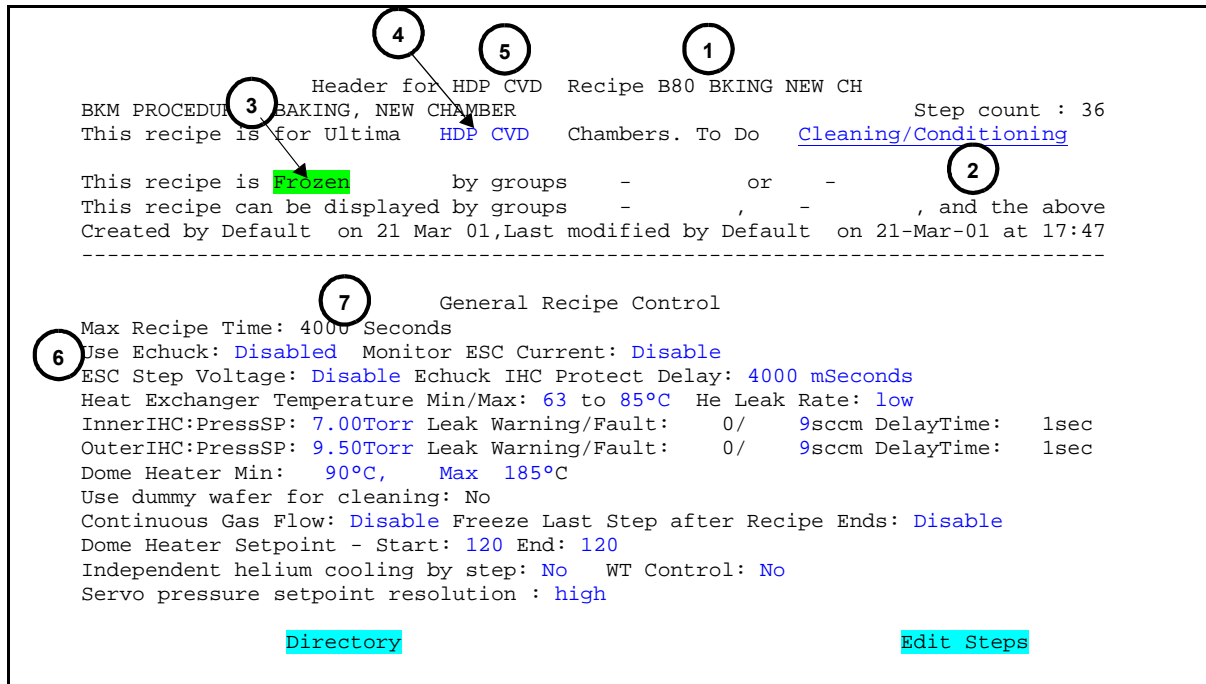 4
5
1
Header for HDP CVD Recipe B80 BKING NEW CH
3
BKM PROCEDUR BAKING, NEW CHAMBER Step count : 36
This recipe is for Ultima HDP CVD Chambers. To Do Cleaning/Conditioning
2
This recipe is Frozen by groups - or -
This recipe can be displayed by groups - , - , and the above
Created by Default on 21 Mar 01,Last modified by Default on 21-Mar-01 at 17:47
--------------------------------------------------------------------------------
7
General Recipe Control
Max Recipe Time: 4000 Seconds
6
Use Echuck: Disabled Monitor ESC Current: Disable
ESC Step Voltage: Disable Echuck IHC Protect Delay: 4000 mSeconds
Heat Exchanger Temperature Min/Max: 63 to 85°C He Leak Rate: low
InnerIHC:PressSP: 7.00Torr Leak Warning/Fault: 0/ 9sccm DelayTime: 1sec
OuterIHC:PressSP: 9.50Torr Leak Warning/Fault: 0/ 9sccm DelayTime: 1sec
Dome Heater Min: 90°C, Max 185°C
Use dummy wafer for cleaning: No
Continuous Gas Flow: Disable Freeze Last Step after Recipe Ends: Disable
Dome Heater Setpoint - Start: 120 End: 120
Independent helium cooling by step: No WT Control: No
Servo pressure setpoint resolution : high
Directory Edit Steps